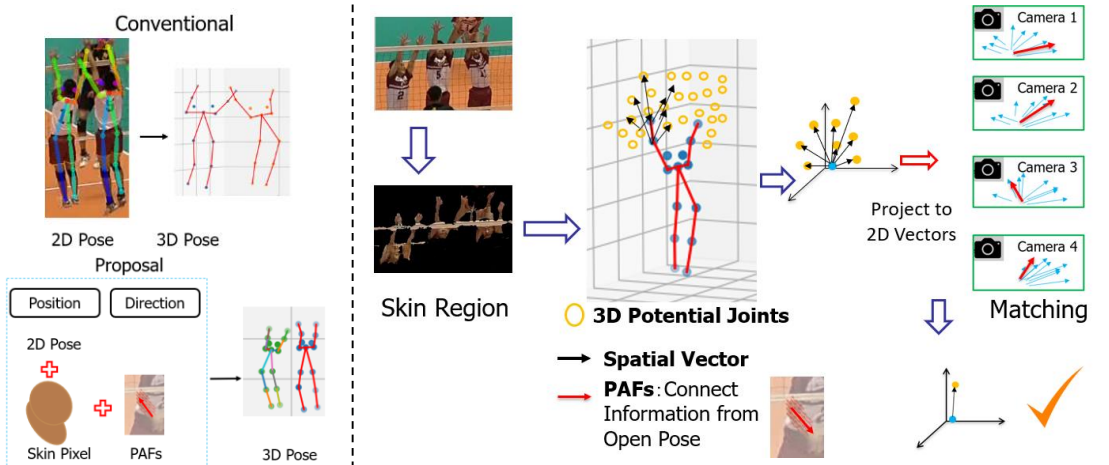 Conventional
2D Pose
3D Pose
Proposal
Position
Direction
2D Pose
Skin Pixel
PAFs
3D Pose
Skin Region
3D Potential Joints
Spatial Vector
PAFs: Connect
Information from
Open Pose
Project to
2D Vectors
Camera 1
Camera 2
Camera 3
Camera 4
Matching